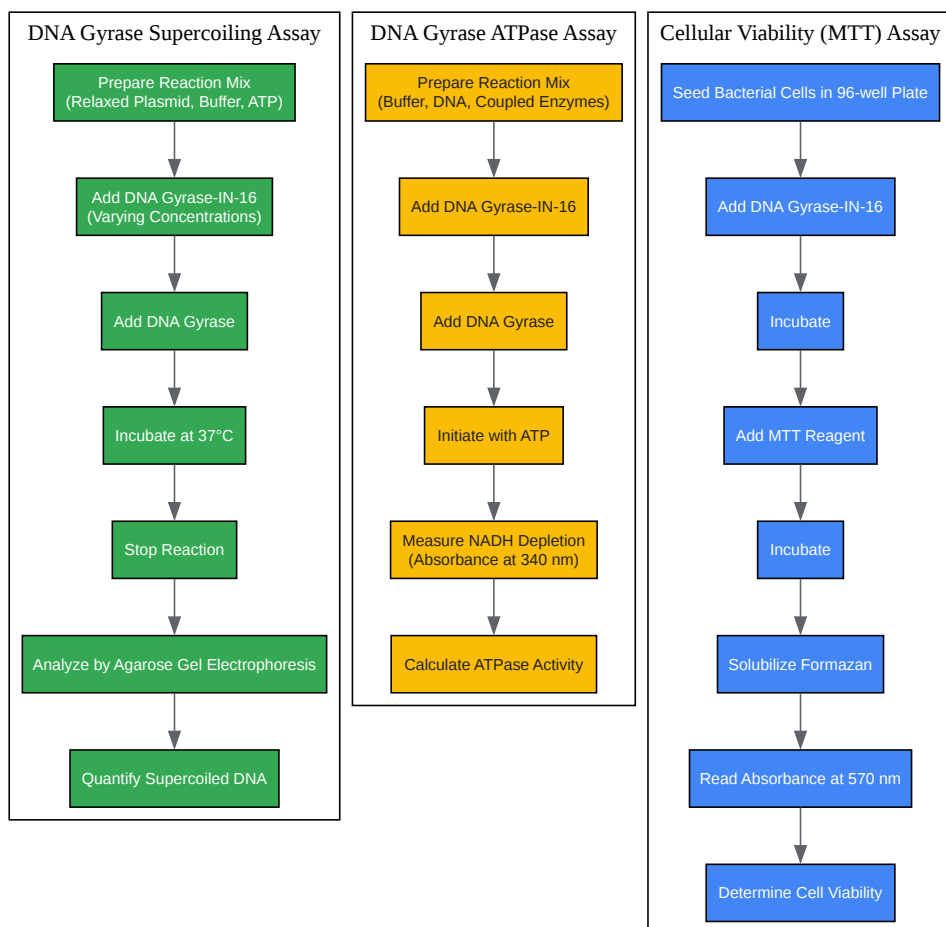 DNA Gyrase Supercoiling Assay
Prepare Reaction Mix
(Relaxed Plasmid, Buffer, ATP)
Add DNA Gyrase-IN-16
(Varying Concentrations)
Add DNA Gyrase
Incubate at 37°C
Stop Reaction
Analyze by Agarose Gel Electrophoresis
Quantify Supercoiled DNA
DNA Gyrase ATPase Assay
Prepare Reaction Mix
(Buffer, DNA, Coupled Enzymes)
Add DNA Gyrase-IN-16
Add DNA Gyrase
Initiate with ATP
Measure NADH Depletion
(Absorbance at 340 nm)
Calculate ATPase Activity
Cellular Viability (MTT) Assay
Seed Bacterial Cells in 96-well Plate
Add DNA Gyrase-IN-16
Incubate
Add MTT Reagent
Incubate
Solubilize Formazan
Read Absorbance at 570 nm
Determine Cell Viability